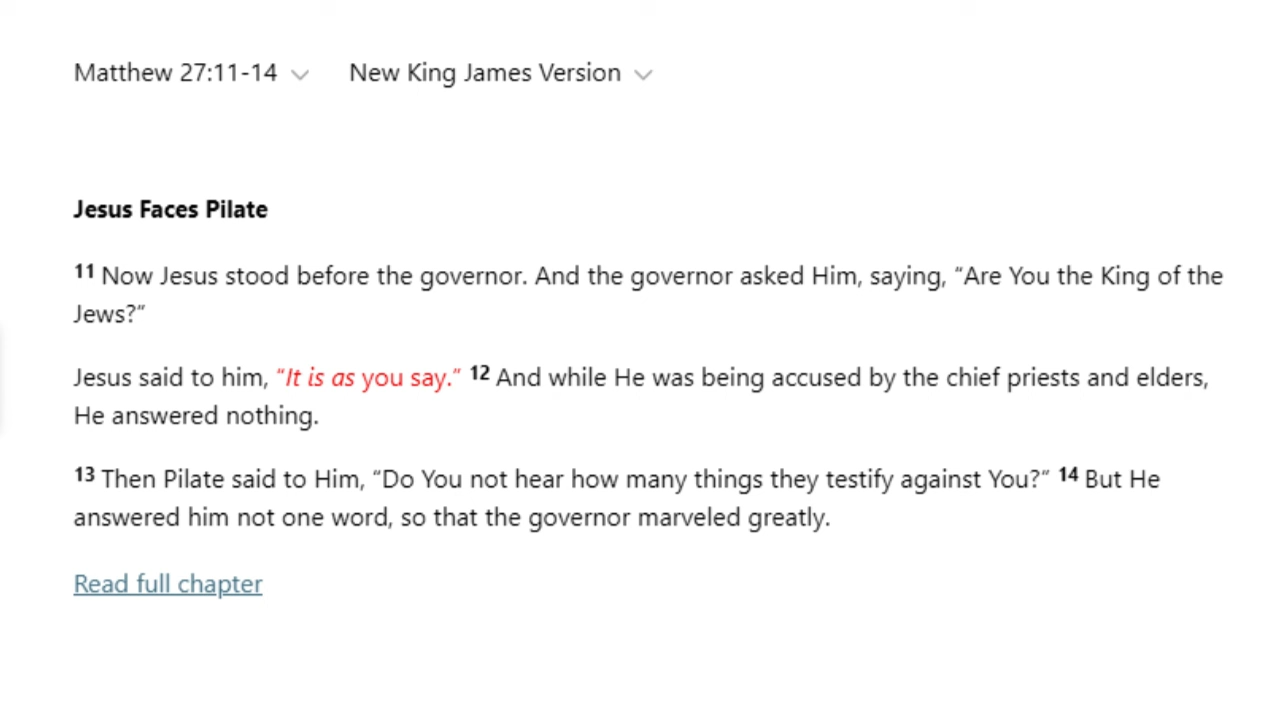 Matthew 27:11-14 New King James Version
Jesus Faces Pilate
11 Now Jesus stood before the governor. And the governor asked Him, saying, “Are You the King of the
Jews?”
Jesus said to him, “It is as you say.” 12 And while He was being accused by the chief priests and elders,
He answered nothing.
13 Then Pilate said to Him, “Do You not hear how many things they testify against You?” 14 But He
answered him not one word, so that the governor marveled greatly.
Read full chapter